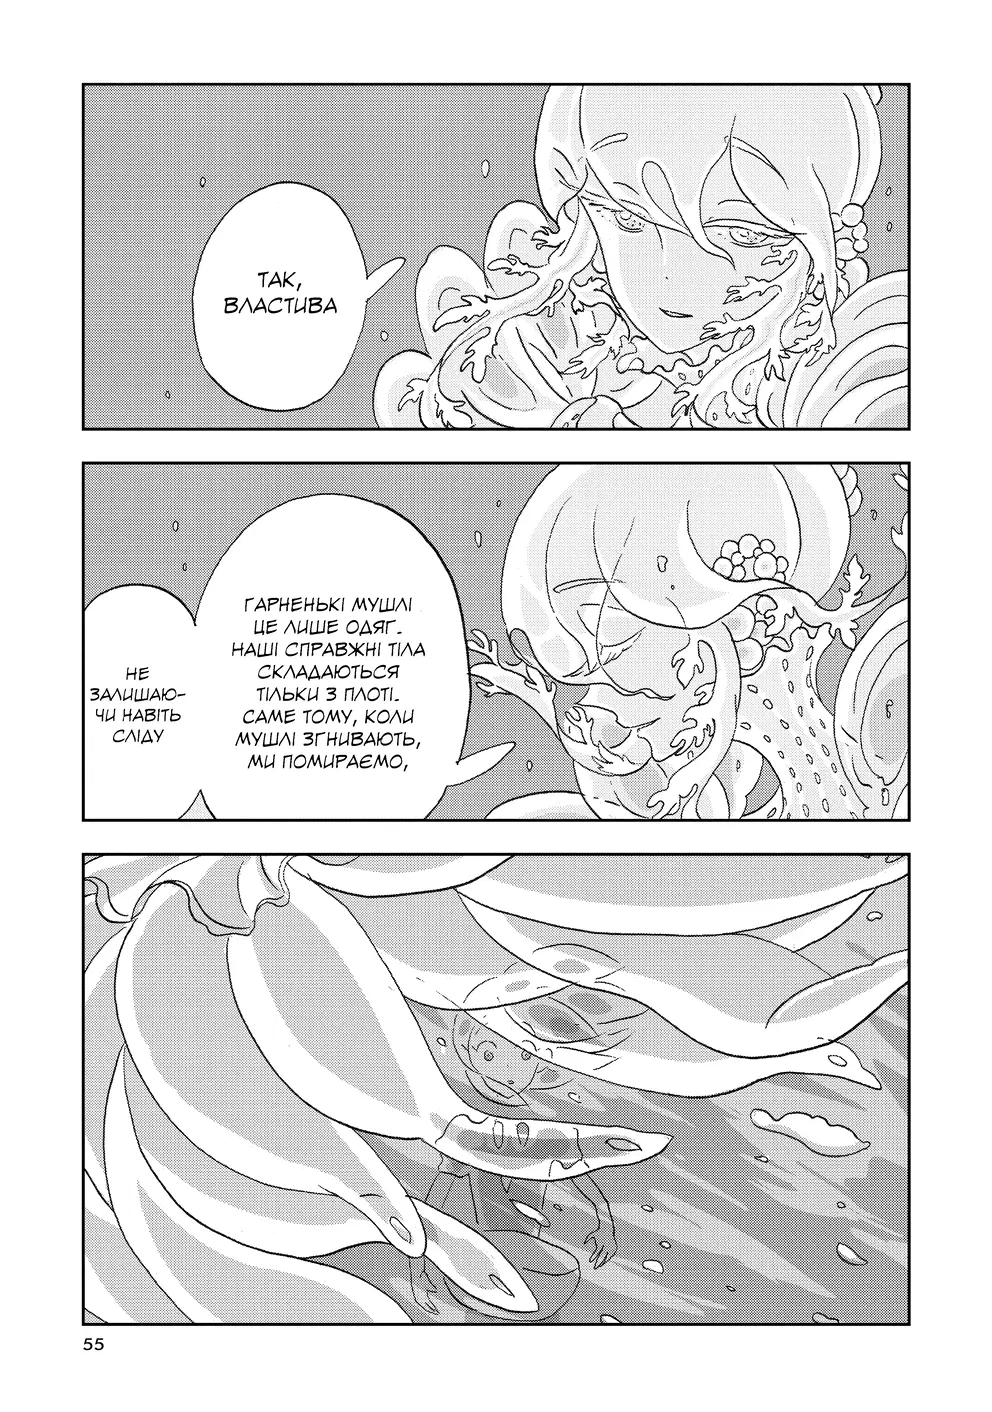 ТАК,
ВЛАСТИВА
ГАРНЕНЬКІ МУШЛІ
ЦЕ ЛИШЕ ОДЯГ.
НАШІ СПРАВЖНІ ТІЛА
СКЛАДАЮТЬСЯ
ТІЛЬКИ З ПЛОТІ.
САМЕ ТОМУ, КОЛИ
МУШЛІ ЗГНИВАЮТЬ,
МИ ПОМИРАЄМО,
НЕ
ЗАЛИШАЮ-
ЧИ НАВІТЬ
СЛІДУ
55